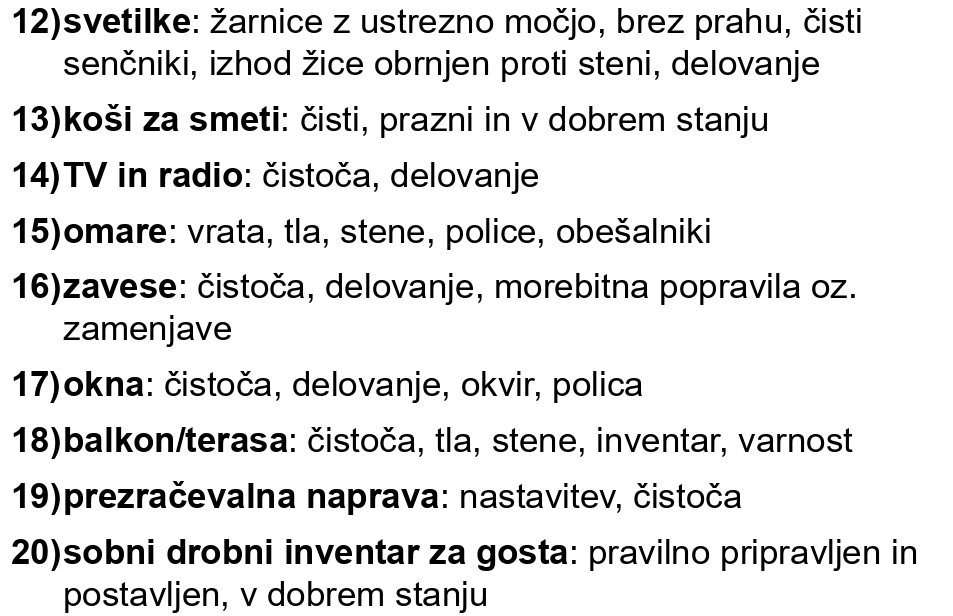 12)svetilke: žarnice z ustrezno močjo, brez prahu, čisti
senčniki, izhod žice obrnjen proti steni, delovanje
13)koši za smeti: čisti, prazni in v dobrem stanju
14)TV in radio: čistoča, delovanje
15)omare: vrata, tla, stene, police, obešalniki
16)zavese: čistoča, delovanje, morebitna popravila oz.
zamenjave
17)okna: čistoča, delovanje, okvir, polica
18)balkon/terasa: čistoča, tla, stene, inventar, varnost
19)prezračevalna naprava: nastavitev, čistoča
20)sobni drobni inventar za gosta: pravilno pripravljen in
postavljen, v dobrem stanju